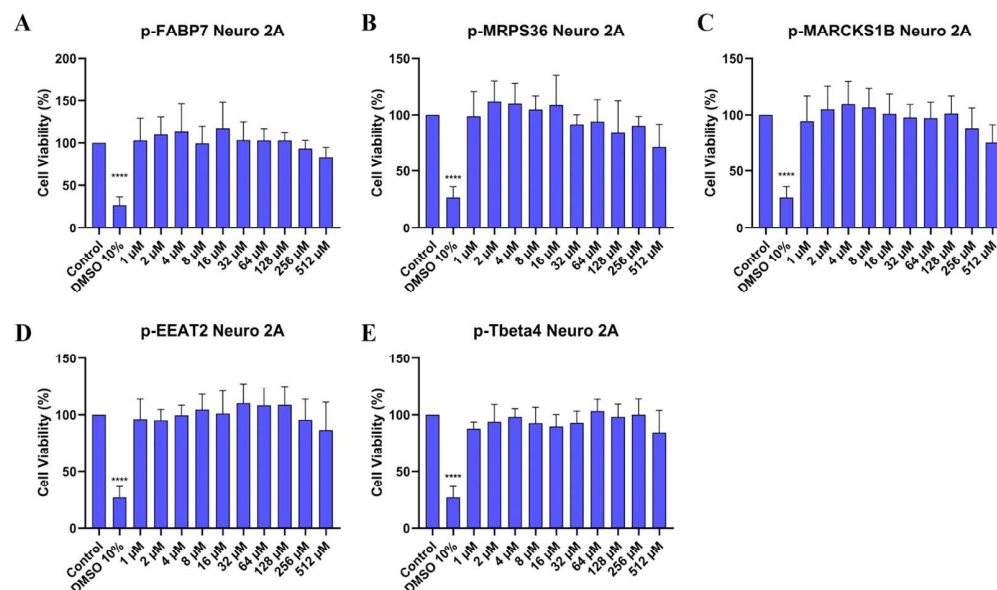 A
p-FABP7 Neuro 2A
Cell Viability (%)
200
150
100
50
0
****
Control
DMSO 10%
1 µM
2 µM
4 µM
8 µM
16 µM
32 µM
64 µM
128 µM
256 µM
512 µM
B
p-MRPS36 Neuro 2A
Cell Viability (%)
150
100
50
0
****
Control
DMSO 10%
1 µM
2 µM
4 µM
8 µM
16 µM
32 µM
64 µM
128 µM
256 µM
512 µM
C
p-MARCKS1B Neuro 2A
Cell Viability (%)
150
100
50
0
****
Control
DMSO 10%
1 µM
2 µM
4 µM
8 µM
16 µM
32 µM
64 µM
128 µM
256 µM
512 µM
D
p-EEAT2 Neuro 2A
Cell Viability (%)
150
100
50
0
****
Control
DMSO 10%
1 µM
2 µM
4 µM
8 µM
16 µM
32 µM
64 µM
128 µM
256 µM
512 µM
E
p-Tbeta4 Neuro 2A
Cell Viability (%)
150
100
50
0
****
Control
DMSO 10%
1 µM
2 µM
4 µM
8 µM
16 µM
32 µM
64 µM
128 µM
256 µM
512 µM